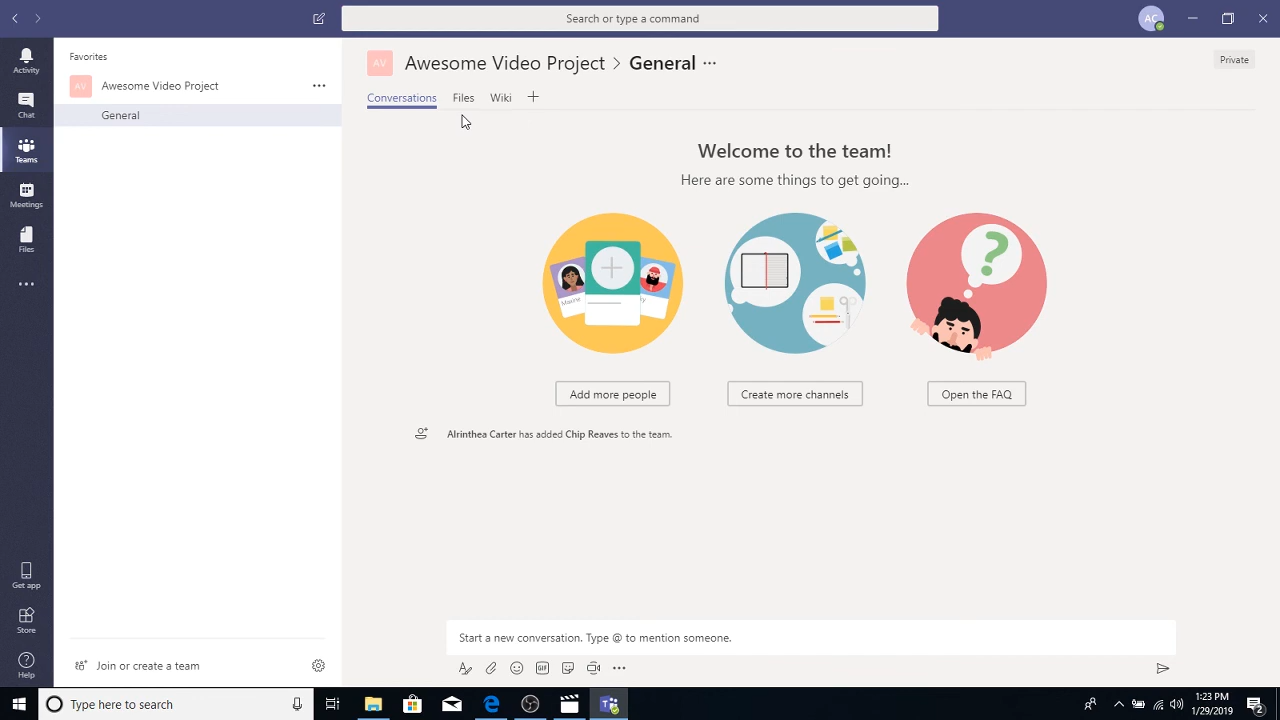 Search or type a command
AC
Activity
Chat
Teams
Meetings
Files
Get app
Store
Help
Favorites
AV Awesome Video Project
General
Join or create a team
AV Awesome Video Project > General
Private
Conversations Files Wiki
Welcome to the team!
Here are some things to get going...
Maxine
Add more people
Create more channels
Open the FAQ
Alrinthea Carter has added Chip Reaves to the team.
Start a new conversation. Type @ to mention someone.
GIF
Type here to search
1:23 PM
1/29/2019
2